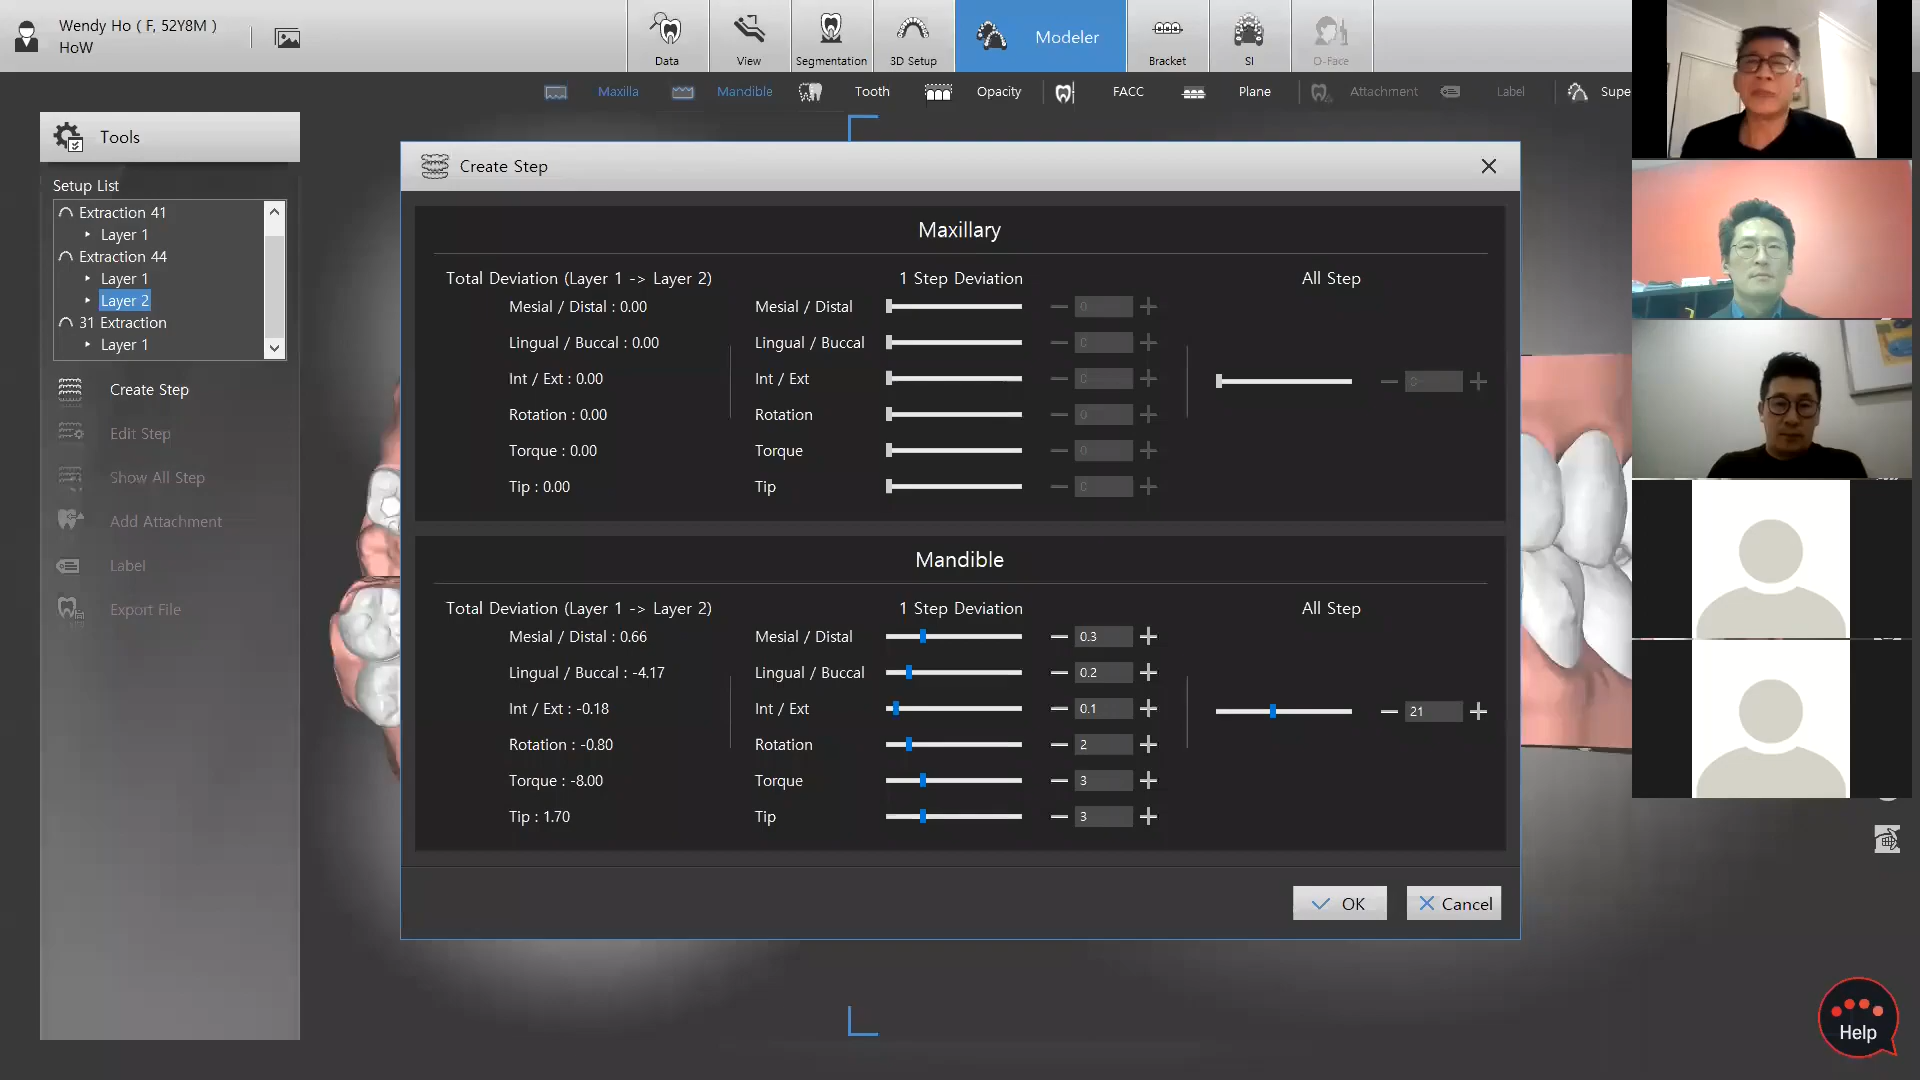 Wendy Ho ( F, 52Y8M )
HoW
Data
View
Segmentation
3D Setup
Modeler
Bracket
SI
O-Face
Maxilla
Mandible
Tooth
Opacity
FACC
Plane
Attachment
Label
Supe
Tools
Setup List
Extraction 41
Layer 1
Extraction 44
Layer 1
Layer 2
31 Extraction
Layer 1
Create Step
Edit Step
Show All Step
Add Attachment
Label
Export File
Create Step
Maxillary
Total Deviation (Layer 1 -> Layer 2)
1 Step Deviation
All Step
Mesial / Distal : 0.00
Mesial / Distal
0
Lingual / Buccal : 0.00
Lingual / Buccal
0
Int / Ext : 0.00
Int / Ext
0
0
Rotation : 0.00
Rotation
0
Torque : 0.00
Torque
0
Tip : 0.00
Tip
0
Mandible
Total Deviation (Layer 1 -> Layer 2)
1 Step Deviation
All Step
Mesial / Distal : 0.66
Mesial / Distal
0.3
Lingual / Buccal : -4.17
Lingual / Buccal
0.2
Int / Ext : -0.18
Int / Ext
0.1
21
Rotation : -0.80
Rotation
2
Torque : -8.00
Torque
3
Tip : 1.70
Tip
3
OK
Cancel
Help